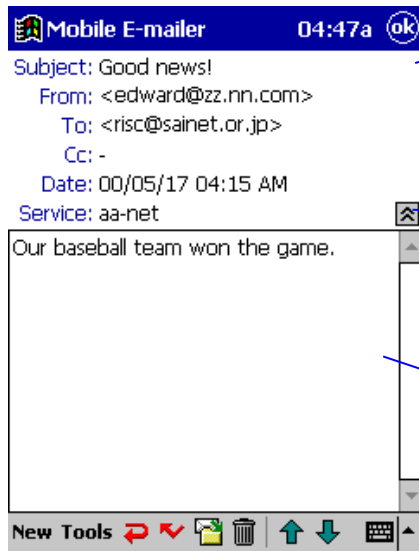 Mobile E-mailer 04:47a ok
Subject: Good news!
From: <edward@zz.nn.com>
To: <risc@sainet.or.jp>
Cc: -
Date: 00/05/17 04:15 AM
Service: aa-net
Our baseball team won the game.
New Tools